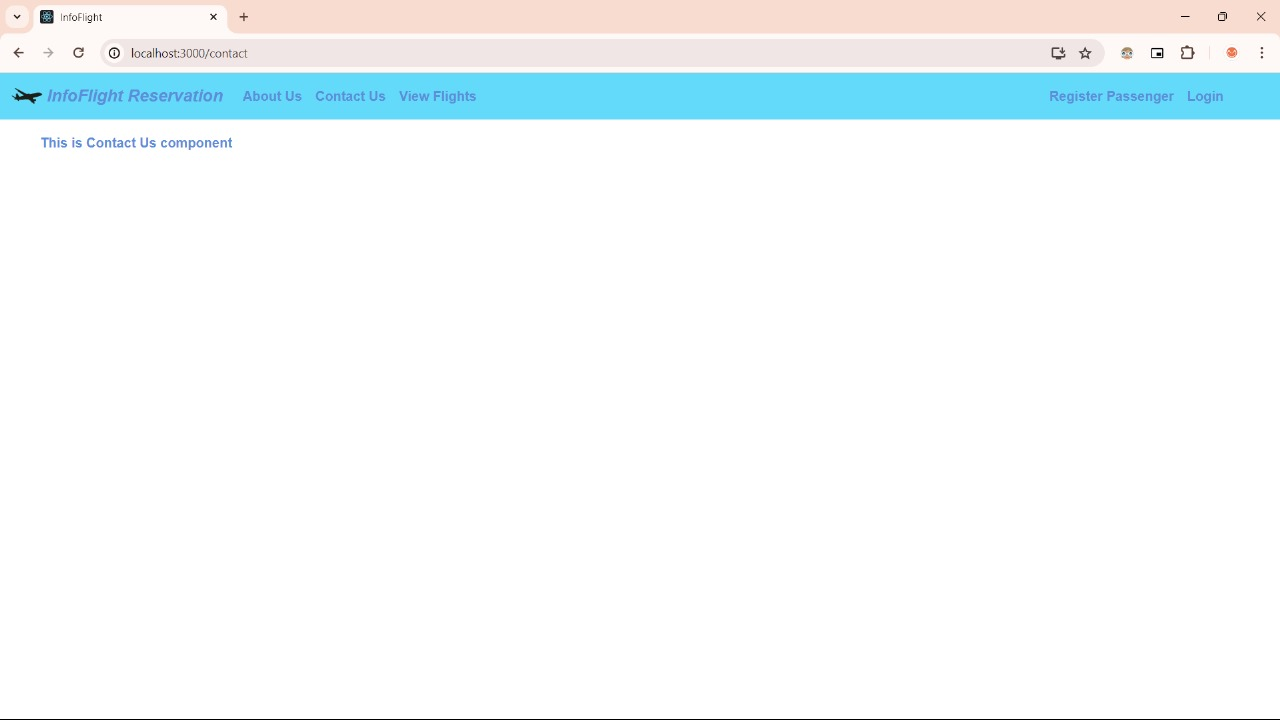 InfoFlight
localhost:3000/contact
InfoFlight Reservation About Us Contact Us View Flights Register Passenger Login
This is Contact Us component